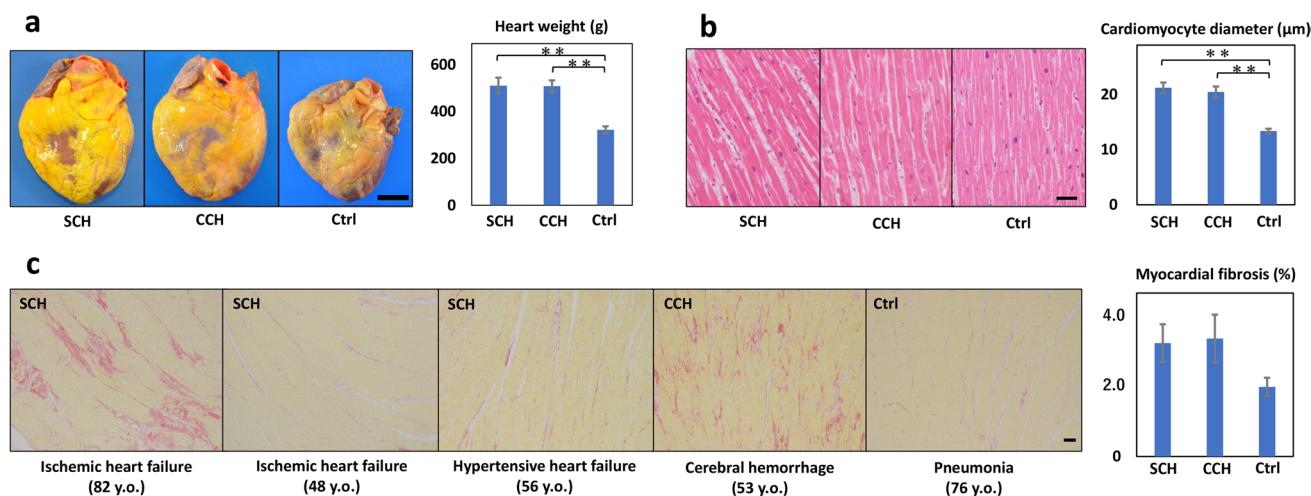 a
Heart weight (g)
600
400
200
0
* *
* *
SCH
CCH
Ctrl
SCH
CCH
Ctrl
b
Cardiomyocyte diameter (μm)
20
10
0
* *
* *
SCH
CCH
Ctrl
SCH
CCH
Ctrl
c
SCH
SCH
SCH
CCH
Ctrl
Ischemic heart failure
(82 y.o.)
Ischemic heart failure
(48 y.o.)
Hypertensive heart failure
(56 y.o.)
Cerebral hemorrhage
(53 y.o.)
Pneumonia
(76 y.o.)
Myocardial fibrosis (%)
4.0
2.0
0
SCH
CCH
Ctrl